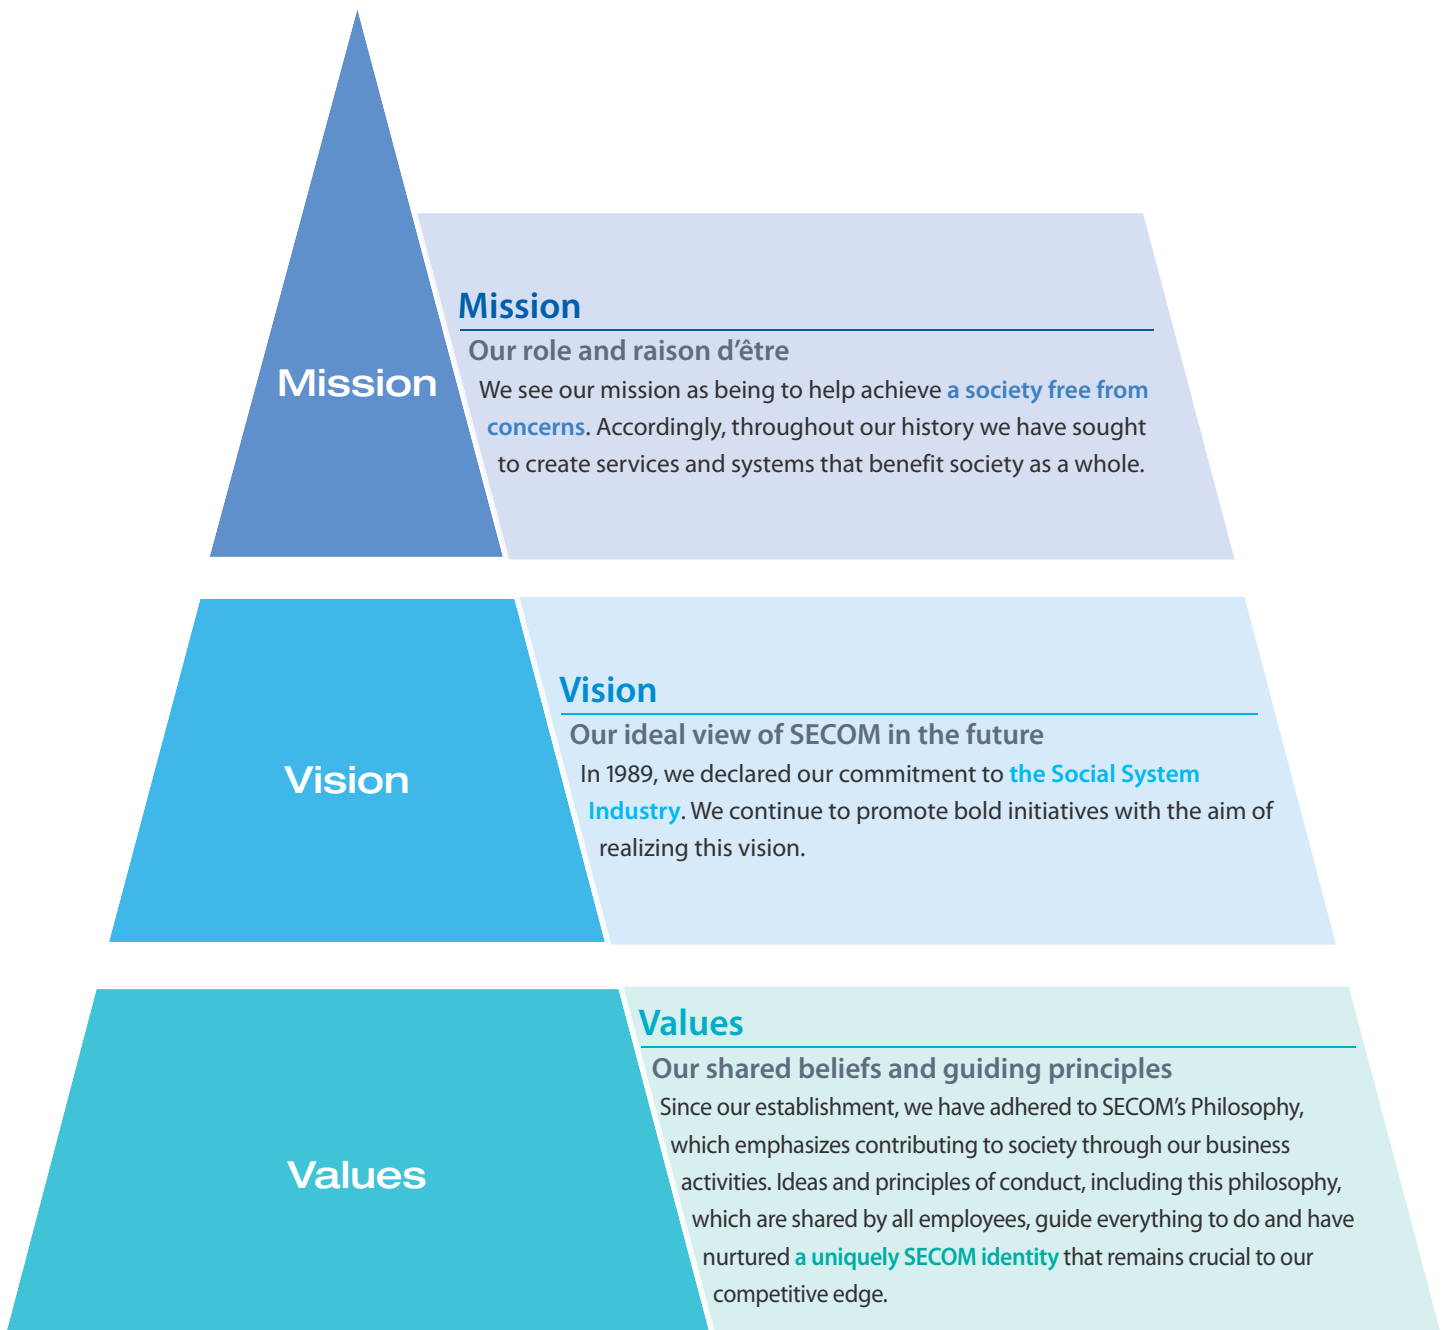 Mission
Mission
Our role and raison d’être
We see our mission as being to help achieve a society free from
concerns. Accordingly, throughout our history we have sought
to create services and systems that benefit society as a whole.
Vision
Vision
Our ideal view of SECOM in the future
In 1989, we declared our commitment to the Social System
Industry. We continue to promote bold initiatives with the aim of
realizing this vision.
Values
Values
Our shared beliefs and guiding principles
Since our establishment, we have adhered to SECOM’s Philosophy,
which emphasizes contributing to society through our business
activities. Ideas and principles of conduct, including this philosophy,
which are shared by all employees, guide everything to do and have
nurtured a uniquely SECOM identity that remains crucial to our
competitive edge.